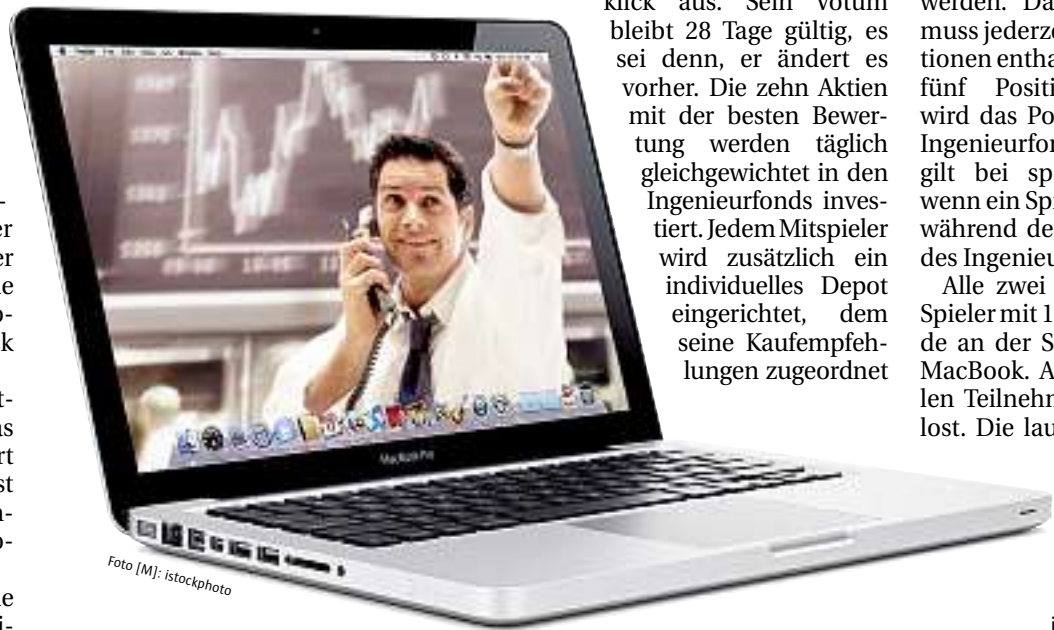 klick aus. Sein Votum
bleibt 28 Tage gültig, es
sei denn, er ändert es
vorher. Die zehn Aktien
mit der besten Bewer-
tung werden täglich
gleichgewichtet in den
Ingenieurfonds inves-
tiert. Jedem Mitspieler
wird zusätzlich ein
individuelles Depot
eingerichtet, dem
seine Kaufempfeh-
lungen zugeordnet
werden. Da
muss jederze
tionen entha
fünf Positi
wird das Po
Ingenieurfon
gilt bei sp
wenn ein Spi
während de
des Ingenieu
Alle zwei
Spieler mit 1
de an der S
MacBook. A
len Teilnehm
lost. Die lau
MacBook Pro
Foto [M]: istockphoto